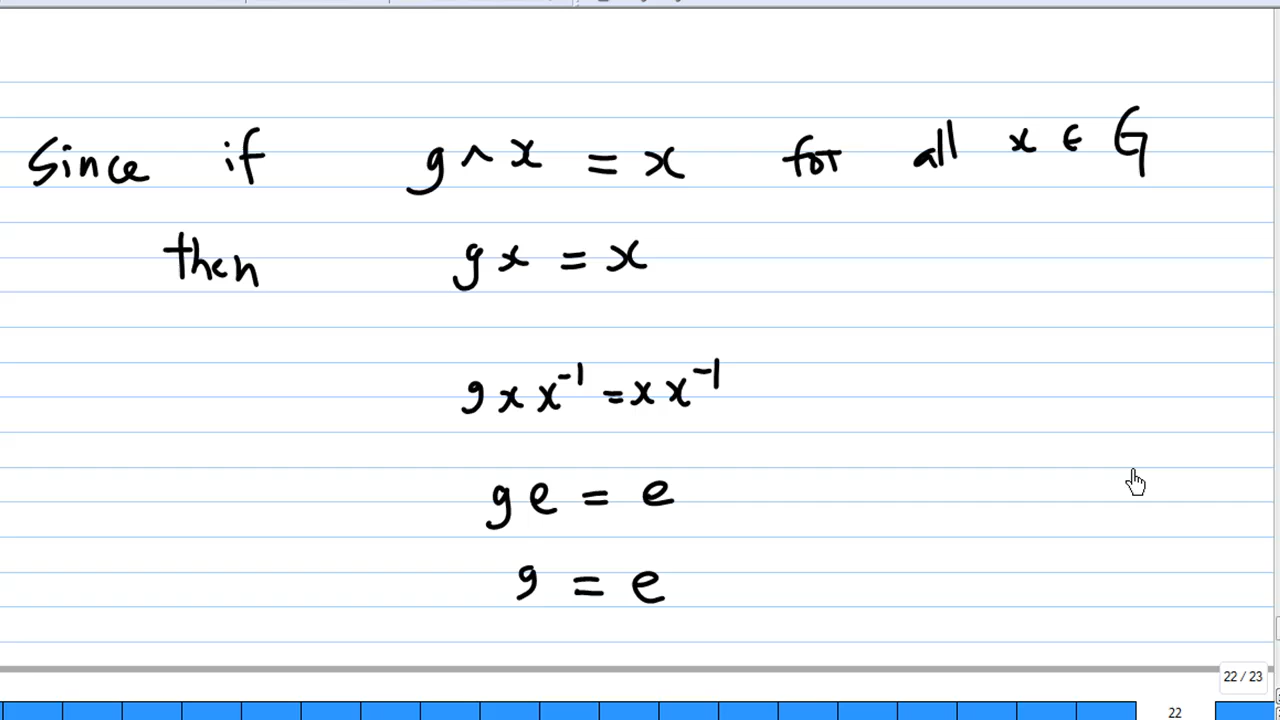 Since if g ^ x = x for all x ∈ G
then g x = x
g x x⁻¹ = x x⁻¹
g e = e
g = e
22 / 23
22